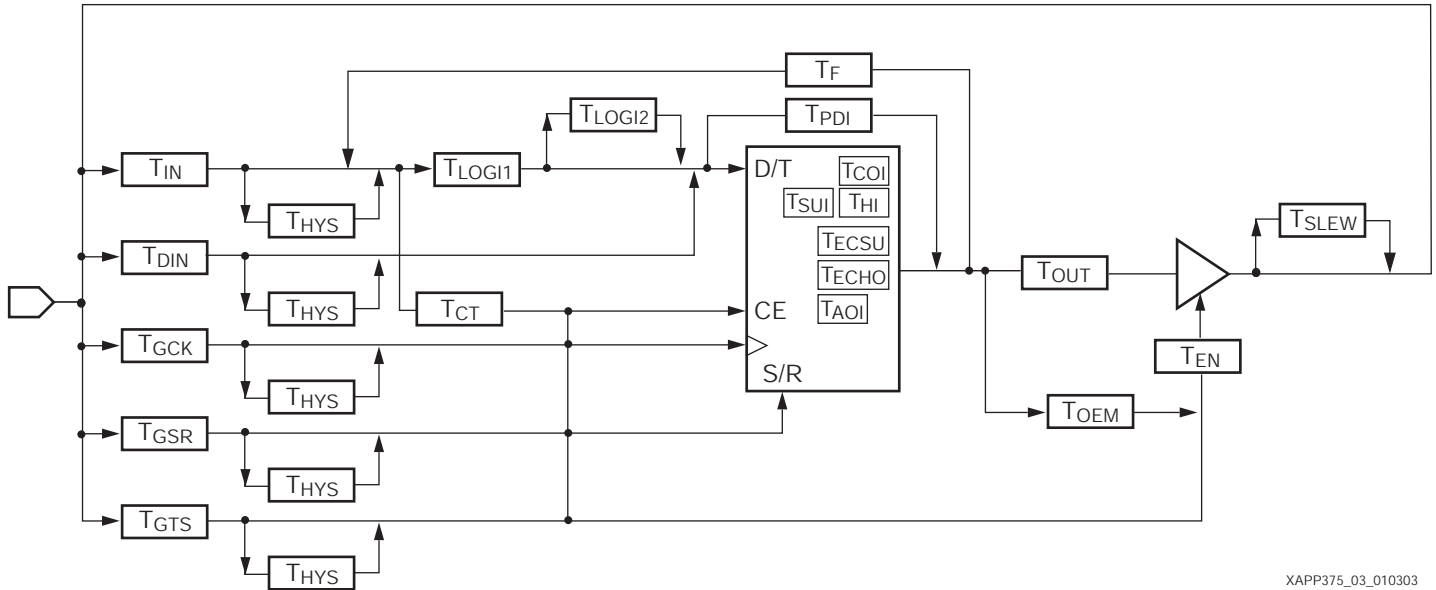 TF
TLOGI2
TPDI
TIN
TLOGI1
D/T
TCOI
TSUI
THI
THYS
TSLEW
TDIN
TECSU
TECHO
TOUT
THYS
TCT
CE
TAOI
TGCK
TEN
THYS
S/R
TOEM
TGSR
THYS
TGTS
THYS
XAPP375_03_010303